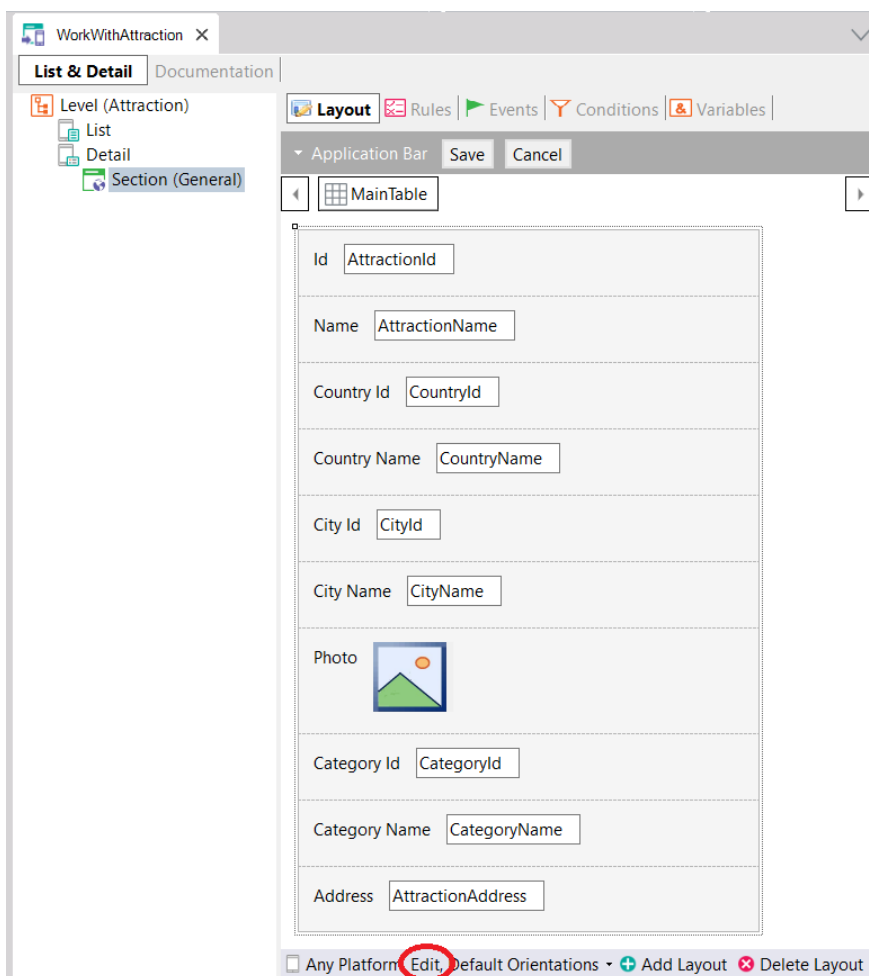 WorkWithAttraction
List & Detail Documentation
Level (Attraction)
List
Detail
Section (General)
Layout Rules Events Conditions & Variables
Application Bar Save Cancel
MainTable
Id AttractionId
Name AttractionName
Country Id CountryId
Country Name CountryName
City Id CityId
City Name CityName
Photo
Category Id CategoryId
Category Name CategoryName
Address AttractionAddress
Any Platform, Edit, Default Orientations Add Layout Delete Layout